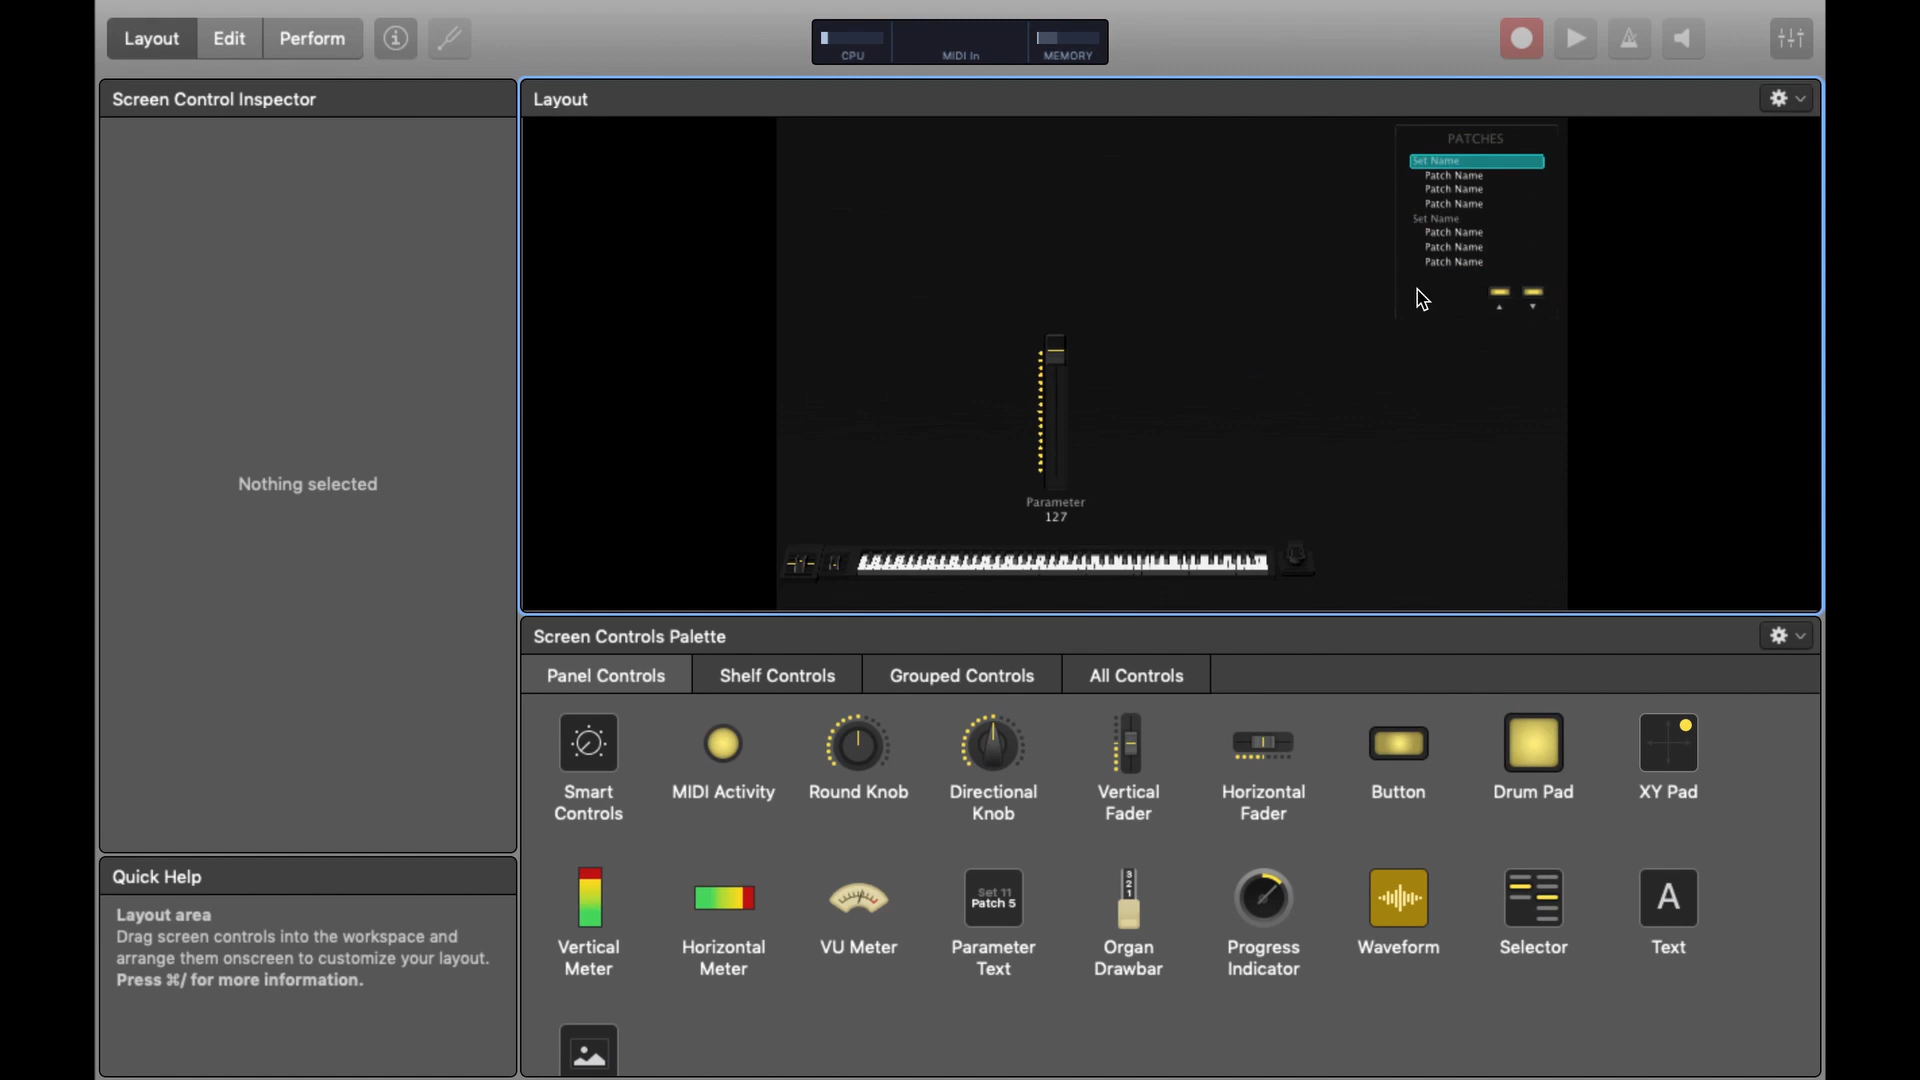 Layout
Edit
Perform
CPU
MIDI In
MEMORY
Screen Control Inspector
Nothing selected
Quick Help
Layout area
Drag screen controls into the workspace and
arrange them onscreen to customize your layout.
Press ⌘/ for more information.
Layout
PATCHES
Set Name
Patch Name
Patch Name
Patch Name
Set Name
Patch Name
Patch Name
Patch Name
Parameter
127
Screen Controls Palette
Panel Controls
Shelf Controls
Grouped Controls
All Controls
Smart
Controls
MIDI Activity
Round Knob
Directional
Knob
Vertical
Fader
Horizontal
Fader
Button
Drum Pad
XY Pad
Vertical
Meter
Horizontal
Meter
VU Meter
Set 11
Patch 5
Parameter
Text
3
2
1
Organ
Drawbar
Progress
Indicator
Waveform
Selector
A
Text